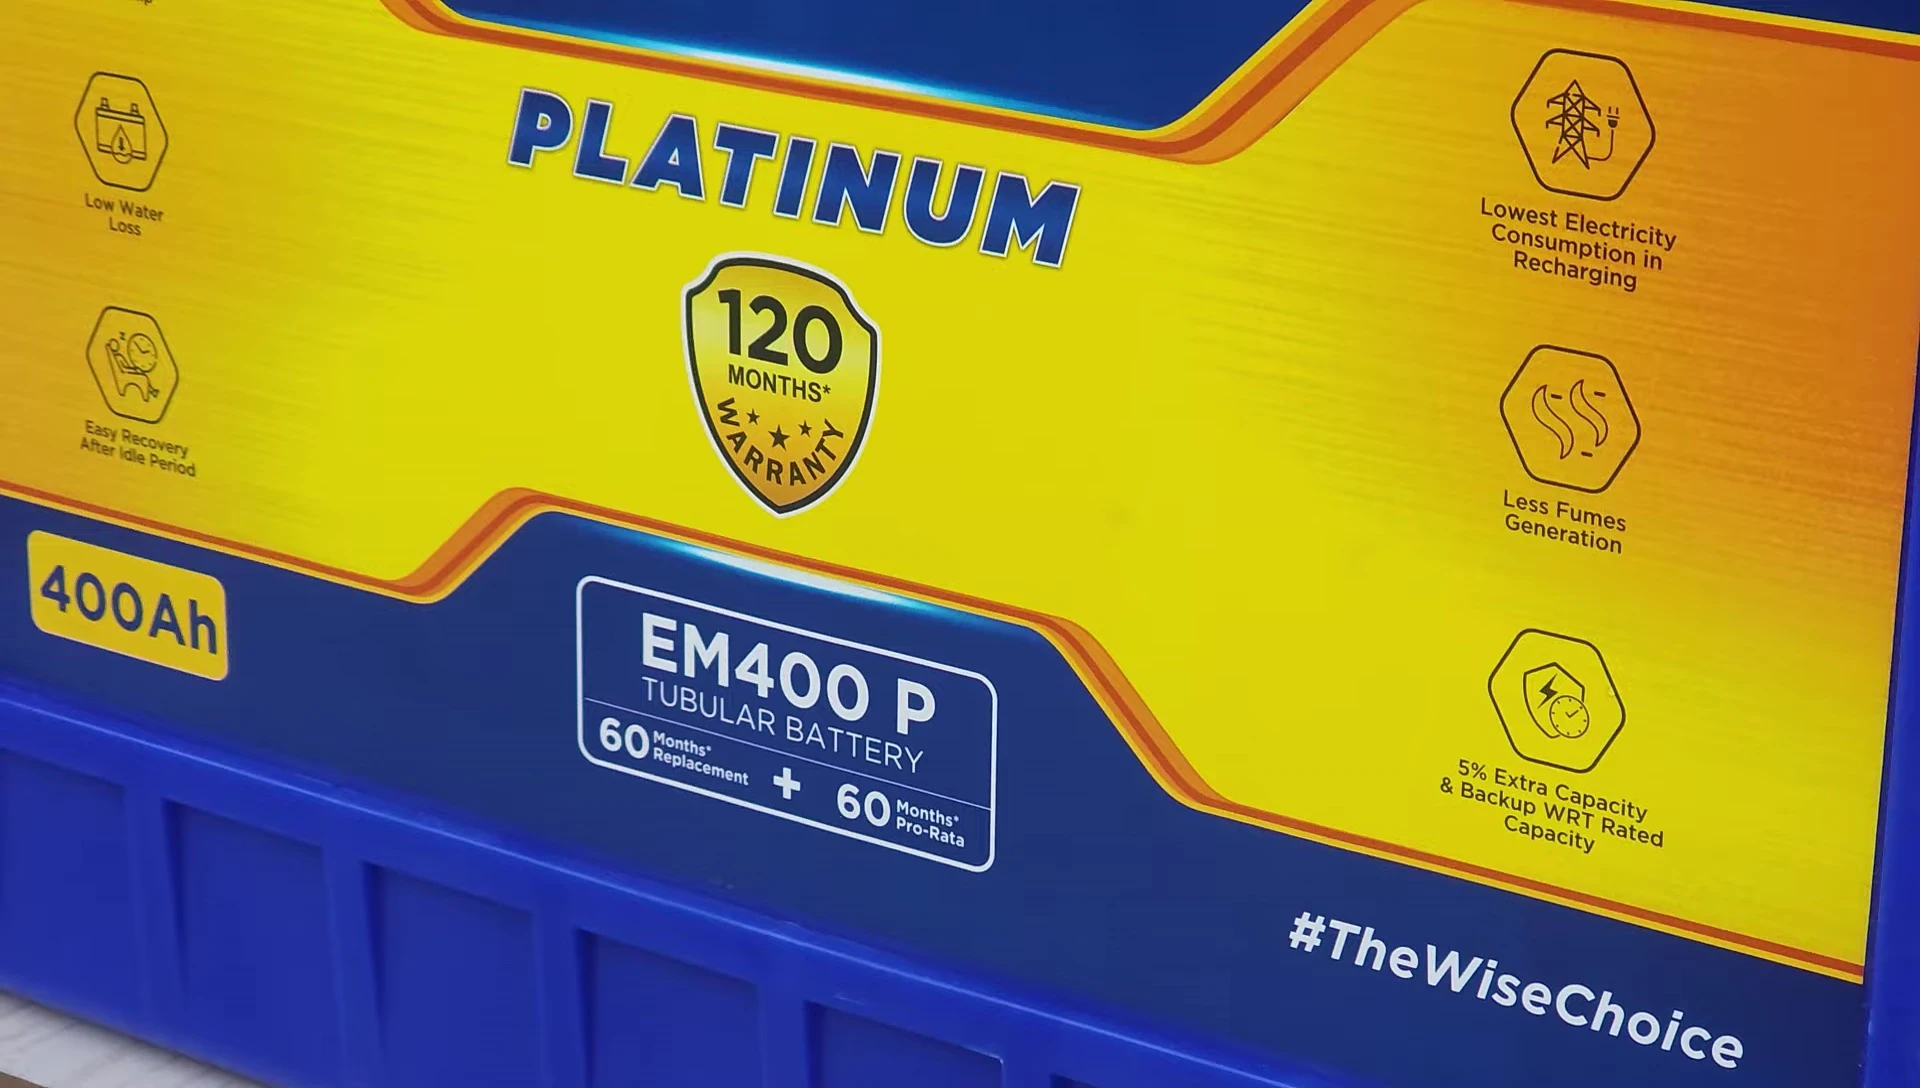 PLATINUM
120
MONTHS*
WARRANTY
Low Water
Loss
Easy Recovery
After Idle Period
Lowest Electricity
Consumption in
Recharging
Less Fumes
Generation
5% Extra Capacity
& Backup WRT Rated
Capacity
400Ah
EM400 P
TUBULAR BATTERY
60 Months* Replacement + 60 Months* Pro-Rata
#TheWiseChoice